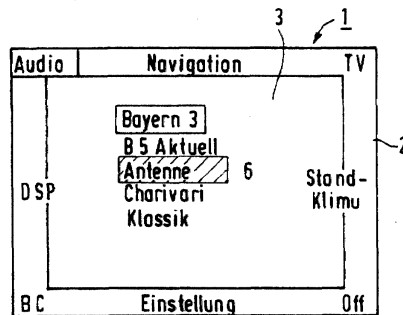 3
1
Audio Navigation TV
2
Bayern 3
B5 Aktuell
Antenne 6
Charivari
Klassik
DSP
Stand-
Klimu
BC Einstellung Off